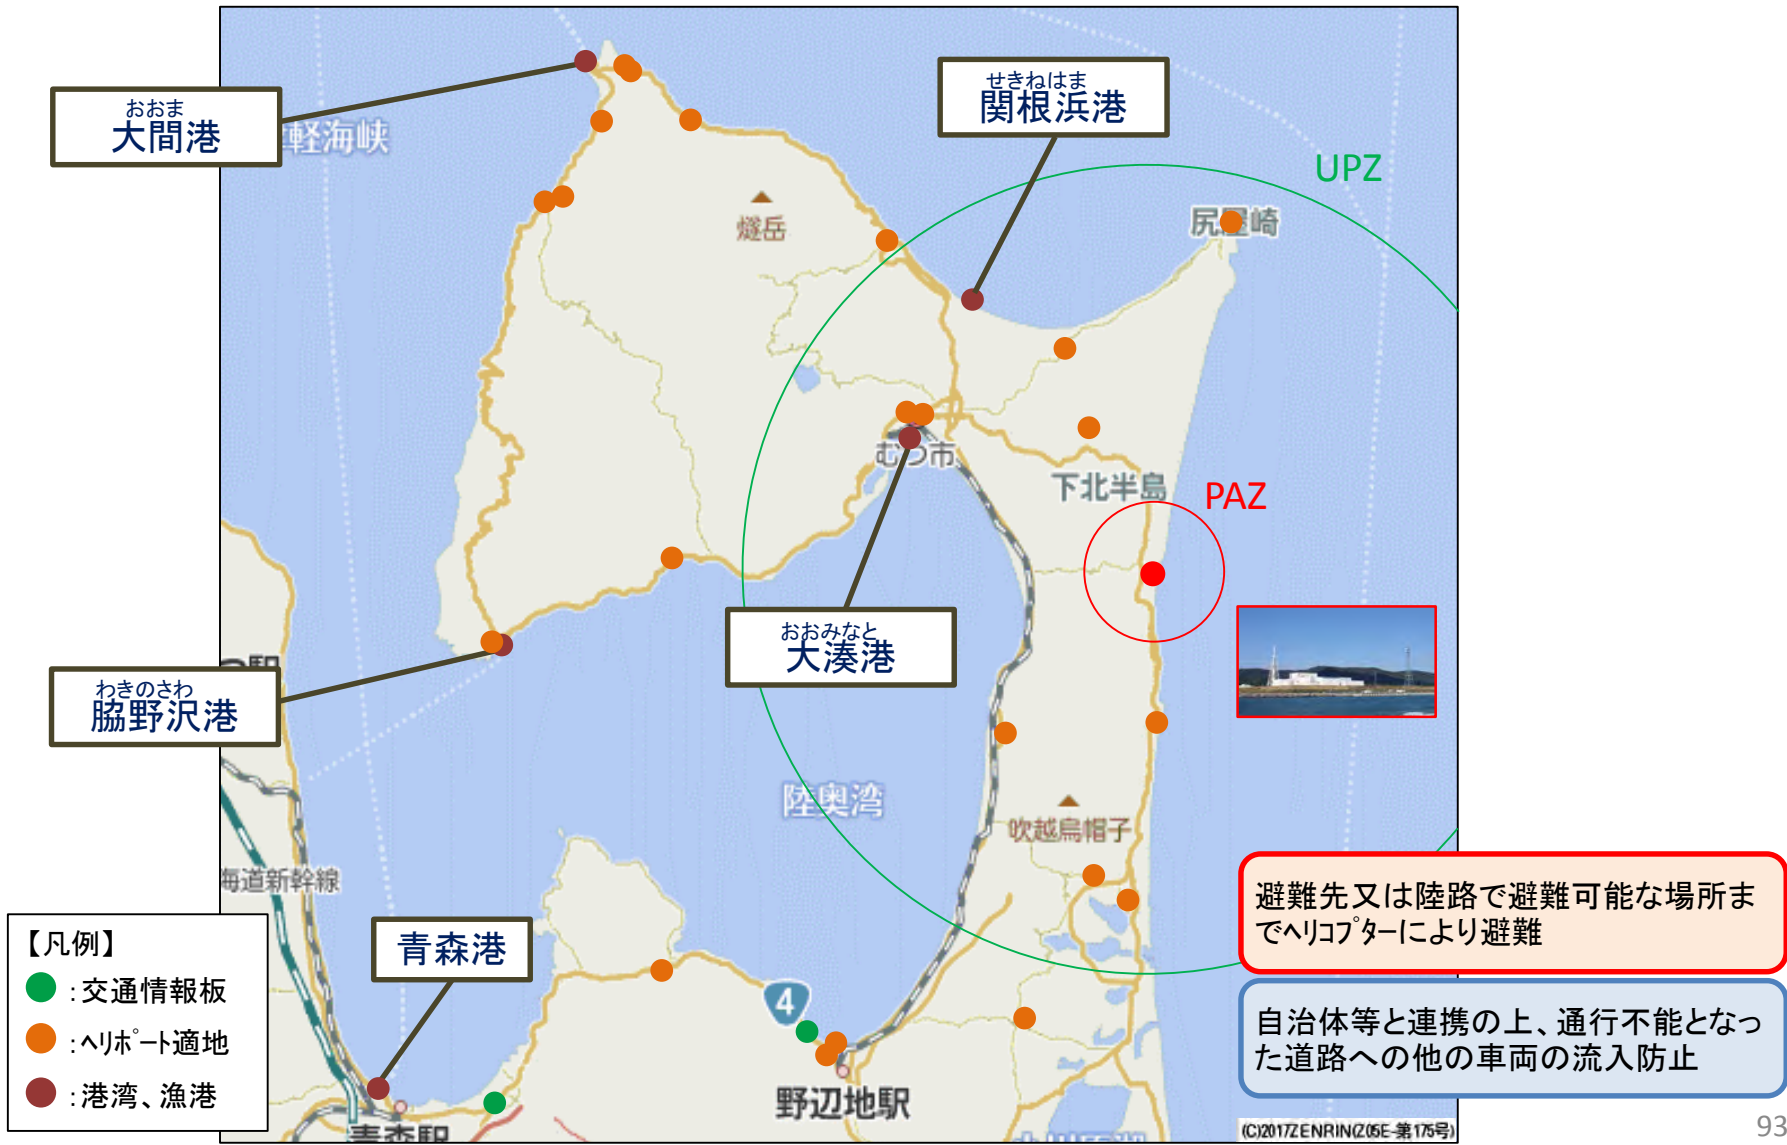 おおま
大間港
軽海峡
せきねはま
関根浜港
UPZ
尻屋崎
燧岳
むつ市
下北半島
PAZ
おおみなと
大湊港
わきのさわ
脇野沢港
陸奥湾
吹越烏帽子
海道新幹線
青森港
4
野辺地駅
青森駅
【凡例】
：交通情報板
：ヘリポート適地
：港湾、漁港
避難先又は陸路で避難可能な場所ま
でヘリコプターにより避難
自治体等と連携の上、通行不能となっ
た道路への他の車両の流入防止
(C)2017ZENRIN(Z05E-第175号)
93